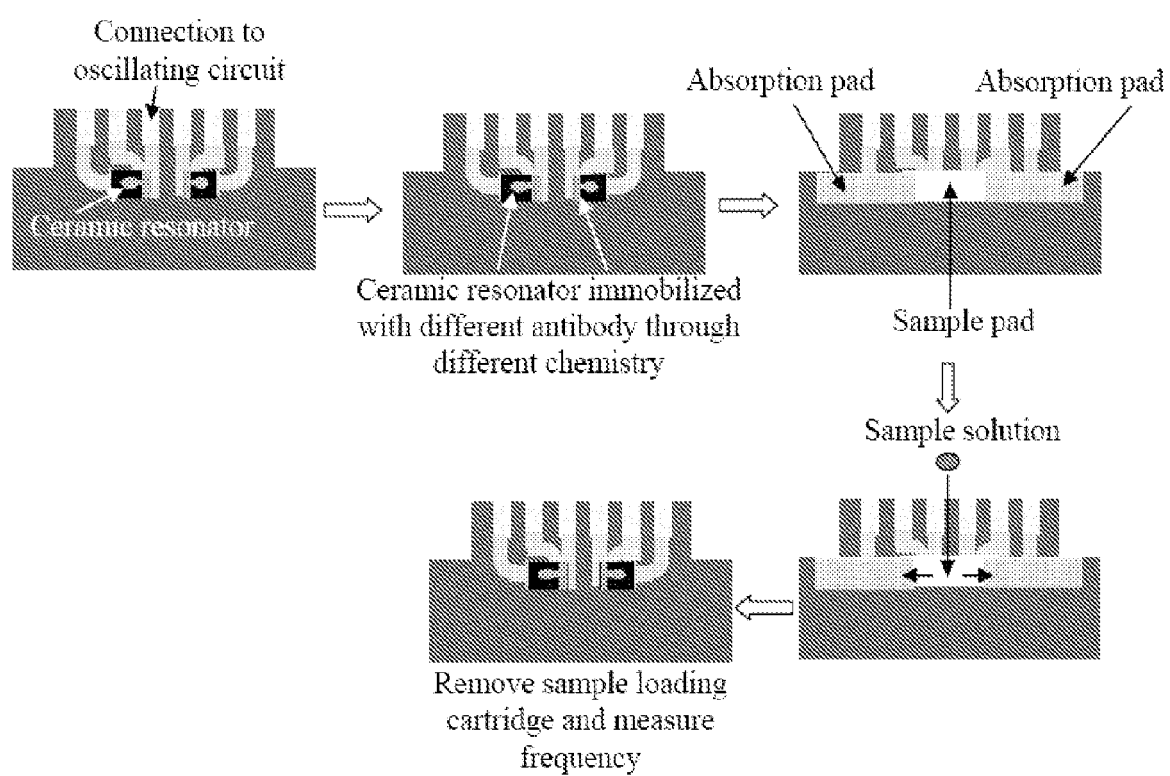 Connection to
oscillating circuit
Ceramic resonator
Ceramic resonator immobilized
with different antibody through
different chemistry
Absorption pad
Absorption pad
Sample pad
Sample solution
Remove sample loading
cartridge and measure
frequency